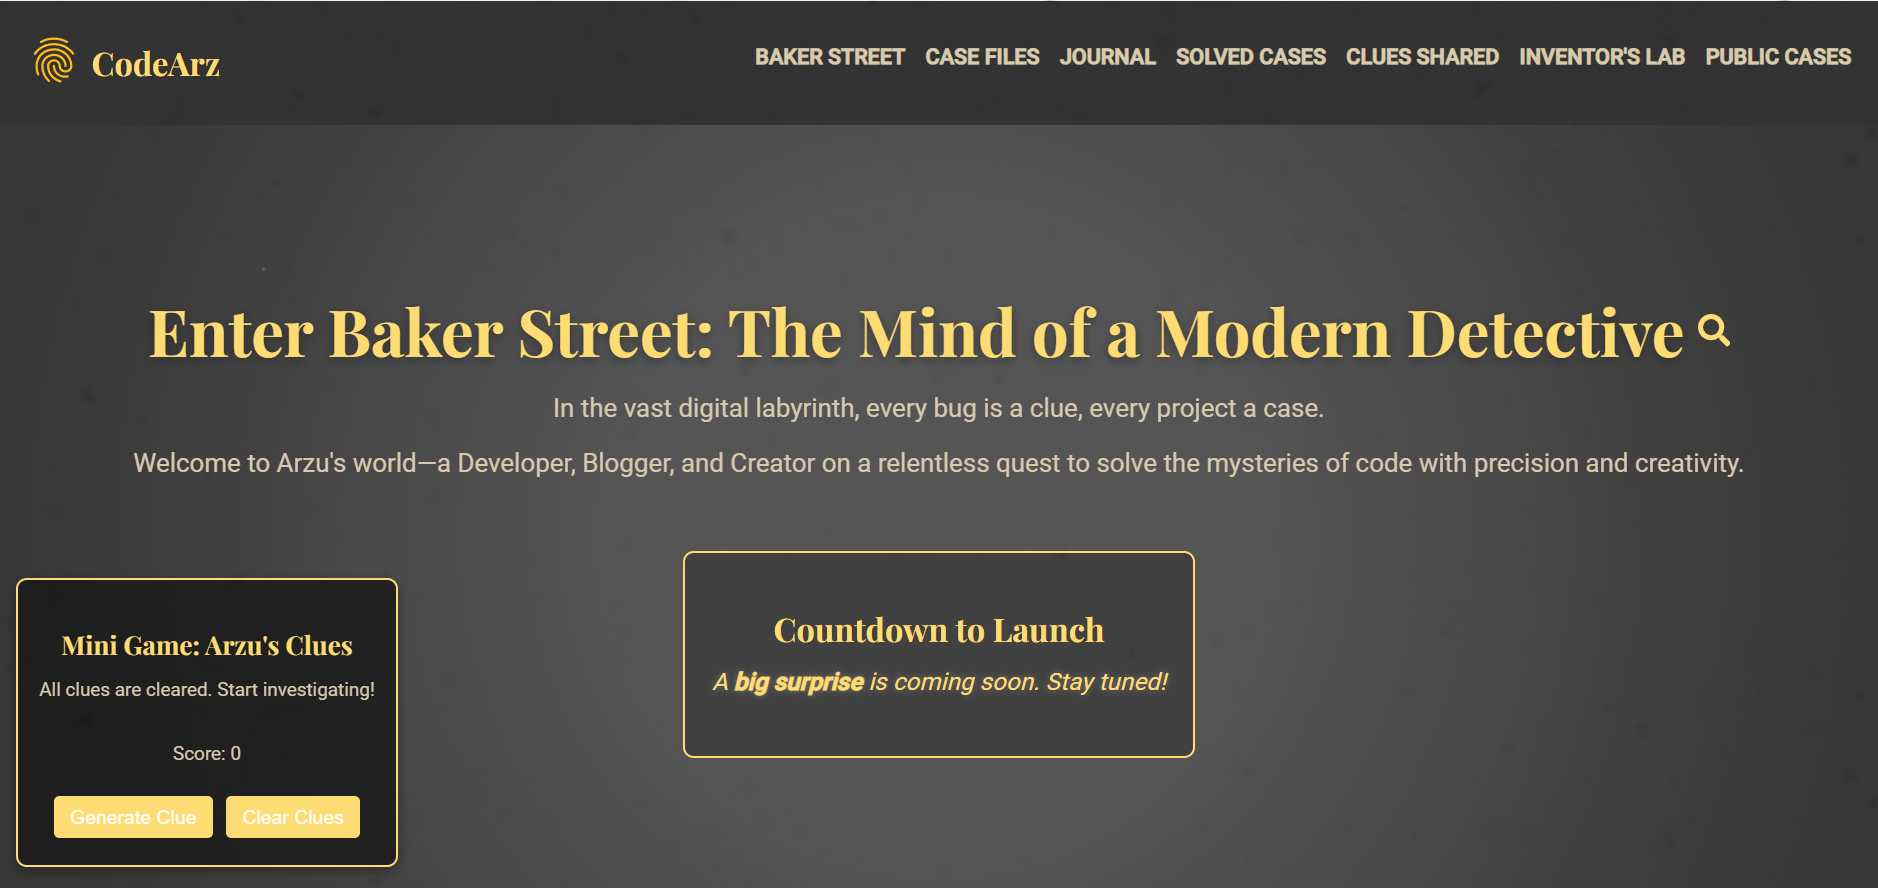 CodeArz
BAKER STREET CASE FILES JOURNAL SOLVED CASES CLUES SHARED INVENTOR'S LAB PUBLIC CASES
Enter Baker Street: The Mind of a Modern Detective
In the vast digital labyrinth, every bug is a clue, every project a case.
Welcome to Arzu's world—a Developer, Blogger, and Creator on a relentless quest to solve the mysteries of code with precision and creativity.
Countdown to Launch
A big surprise is coming soon. Stay tuned!
Mini Game: Arzu's Clues
All clues are cleared. Start investigating!
Score: 0
Generate Clue Clear Clues